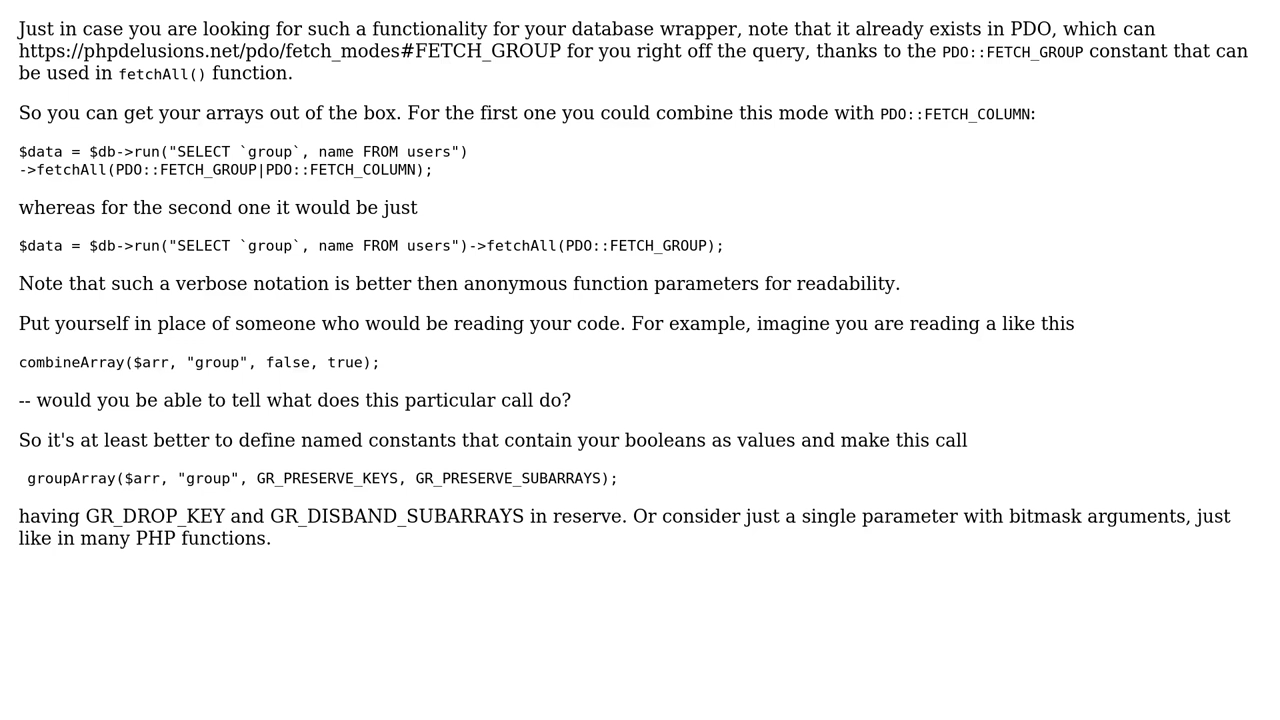 Just in case you are looking for such a functionality for your database wrapper, note that it already exists in PDO, which can
https://phpdelusions.net/pdo/fetch_modes#FETCH_GROUP for you right off the query, thanks to the PDO::FETCH_GROUP constant that can
be used in fetchAll() function.
So you can get your arrays out of the box. For the first one you could combine this mode with PDO::FETCH_COLUMN:
$data = $db->run("SELECT `group`, name FROM users")
->fetchAll(PDO::FETCH_GROUP|PDO::FETCH_COLUMN);
whereas for the second one it would be just
$data = $db->run("SELECT `group`, name FROM users")->fetchAll(PDO::FETCH_GROUP);
Note that such a verbose notation is better then anonymous function parameters for readability.
Put yourself in place of someone who would be reading your code. For example, imagine you are reading a like this
combineArray($arr, "group", false, true);
-- would you be able to tell what does this particular call do?
So it's at least better to define named constants that contain your booleans as values and make this call
groupArray($arr, "group", GR_PRESERVE_KEYS, GR_PRESERVE_SUBARRAYS);
having GR_DROP_KEY and GR_DISBAND_SUBARRAYS in reserve. Or consider just a single parameter with bitmask arguments, just
like in many PHP functions.